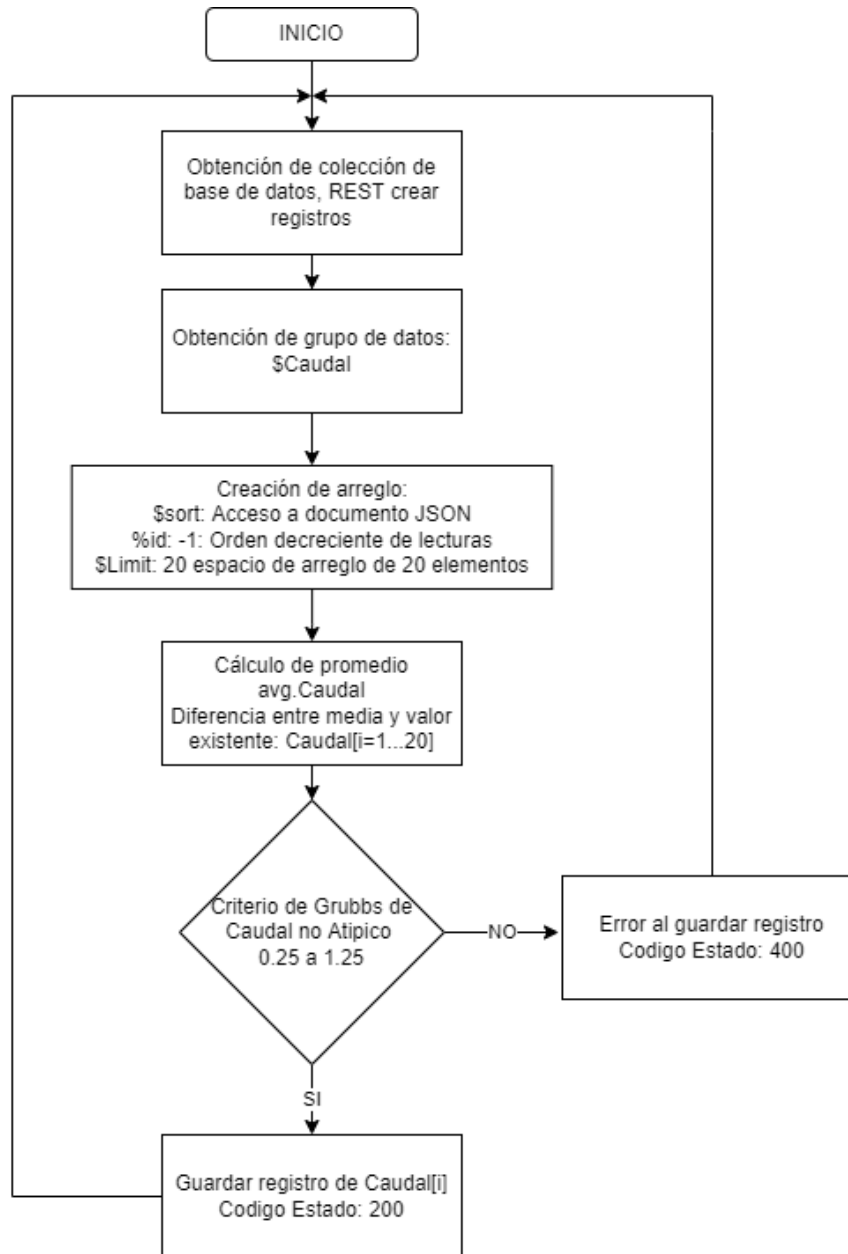 INICIO
Obtención de colección de
base de datos, REST crear
registros
Obtención de grupo de datos:
$Caudal
Creación de arreglo:
$sort: Acceso a documento JSON
%id: -1: Orden decreciente de lecturas
$Limit: 20 espacio de arreglo de 20 elementos
Cálculo de promedio
avg.Caudal
Diferencia entre media y valor
existente: Caudal[i=1...20]
Criterio de Grubbs de
Caudal no Atipico
0.25 a 1.25
NO
Error al guardar registro
Codigo Estado: 400
SI
Guardar registro de Caudal[i]
Codigo Estado: 200